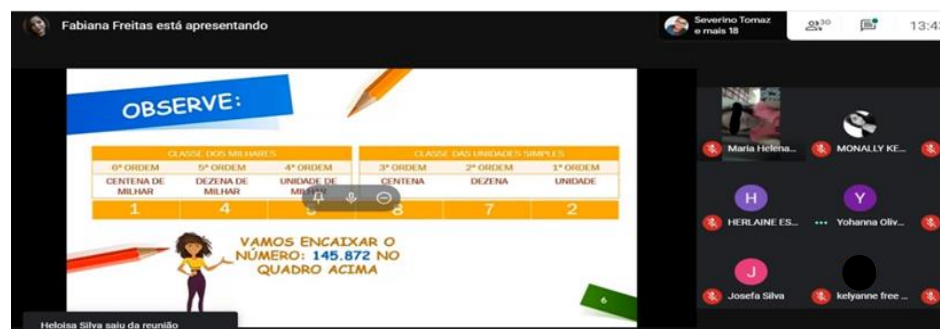 Fabiana Freitas está apresentando
Severino Tomaz
e mais 18
30
OBSERVE:
CLASSE DOS MILHARES CLASSE DAS UNIDADES SIMPLES
6ª ORDEM 5ª ORDEM 4ª ORDEM 3ª ORDEM 2ª ORDEM 1ª ORDEM
CENTENA DE MILHAR DEZENA DE MILHAR UNIDADE DE CENTENA DEZENA UNIDADE
1 4 5 8 7 2
VAMOS ENCAIXAR O
NÚMERO: 145.872 NO
QUADRO ACIMA
6
Maria Helena...
MONALLY KE...
H
HERLAINE ES...
Y
Yohanna Oliv...
J
Josefa Silva
kelyanne free ...
Heloisa Silva saiu da reunião